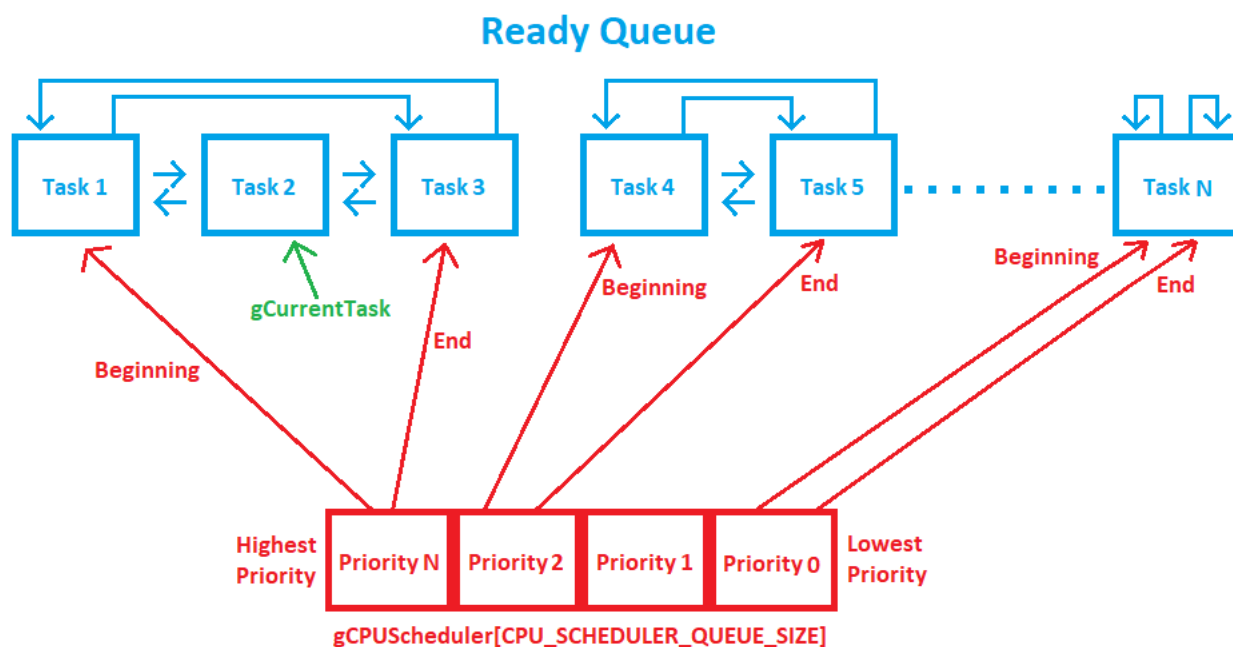 Ready Queue
Task 1
Task 2
Task 3
Task 4
Task 5
Task N
gCurrentTask
Beginning
End
Beginning
End
Beginning
End
Highest
Priority
Priority N
Priority 2
Priority 1
Priority 0
Lowest
Priority
gCPUScheduler[CPU_SCHEDULER_QUEUE_SIZE]